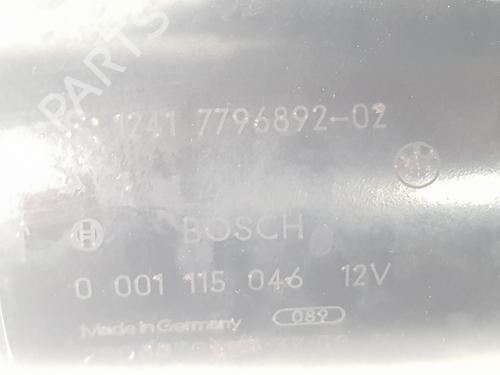 PARTS
1241 7796892-02
BOSCH
0 001 115 046 12V
Made in Germany 089